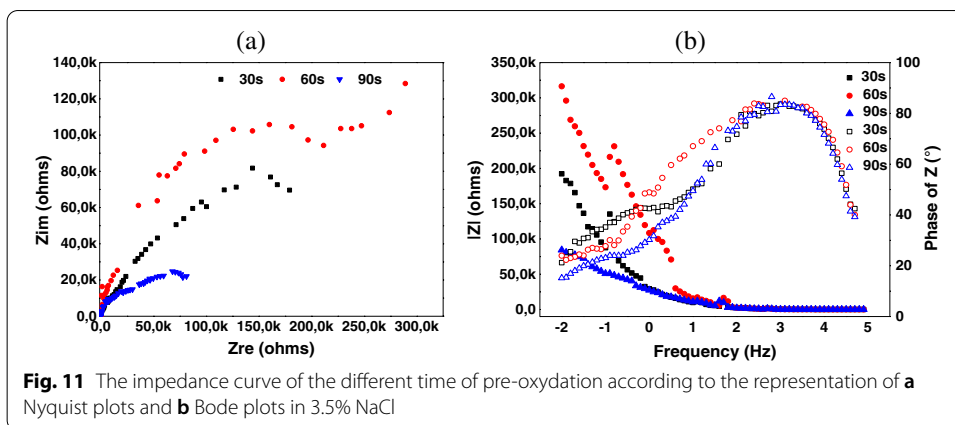 (a)
(b)
140,0k
120,0k
100,0k
80,0k
60,0k
40,0k
20,0k
0,0
Zim (ohms)
30s 60s 90s
0,0 50,0k 100,0k 150,0k 200,0k 250,0k 300,0k
Zre (ohms)
350,0k
300,0k
250,0k
200,0k
150,0k
100,0k
50,0k
0,0
|Z| (ohms)
30s
60s
90s
30s
60s
90s
100
80
60
40
20
0
Phase of Z (°)
-2 -1 0 1 2 3 4 5
Frequency (Hz)
Fig. 11 The impedance curve of the different time of pre-oxydation according to the representation of a
Nyquist plots and b Bode plots in 3.5% NaCl